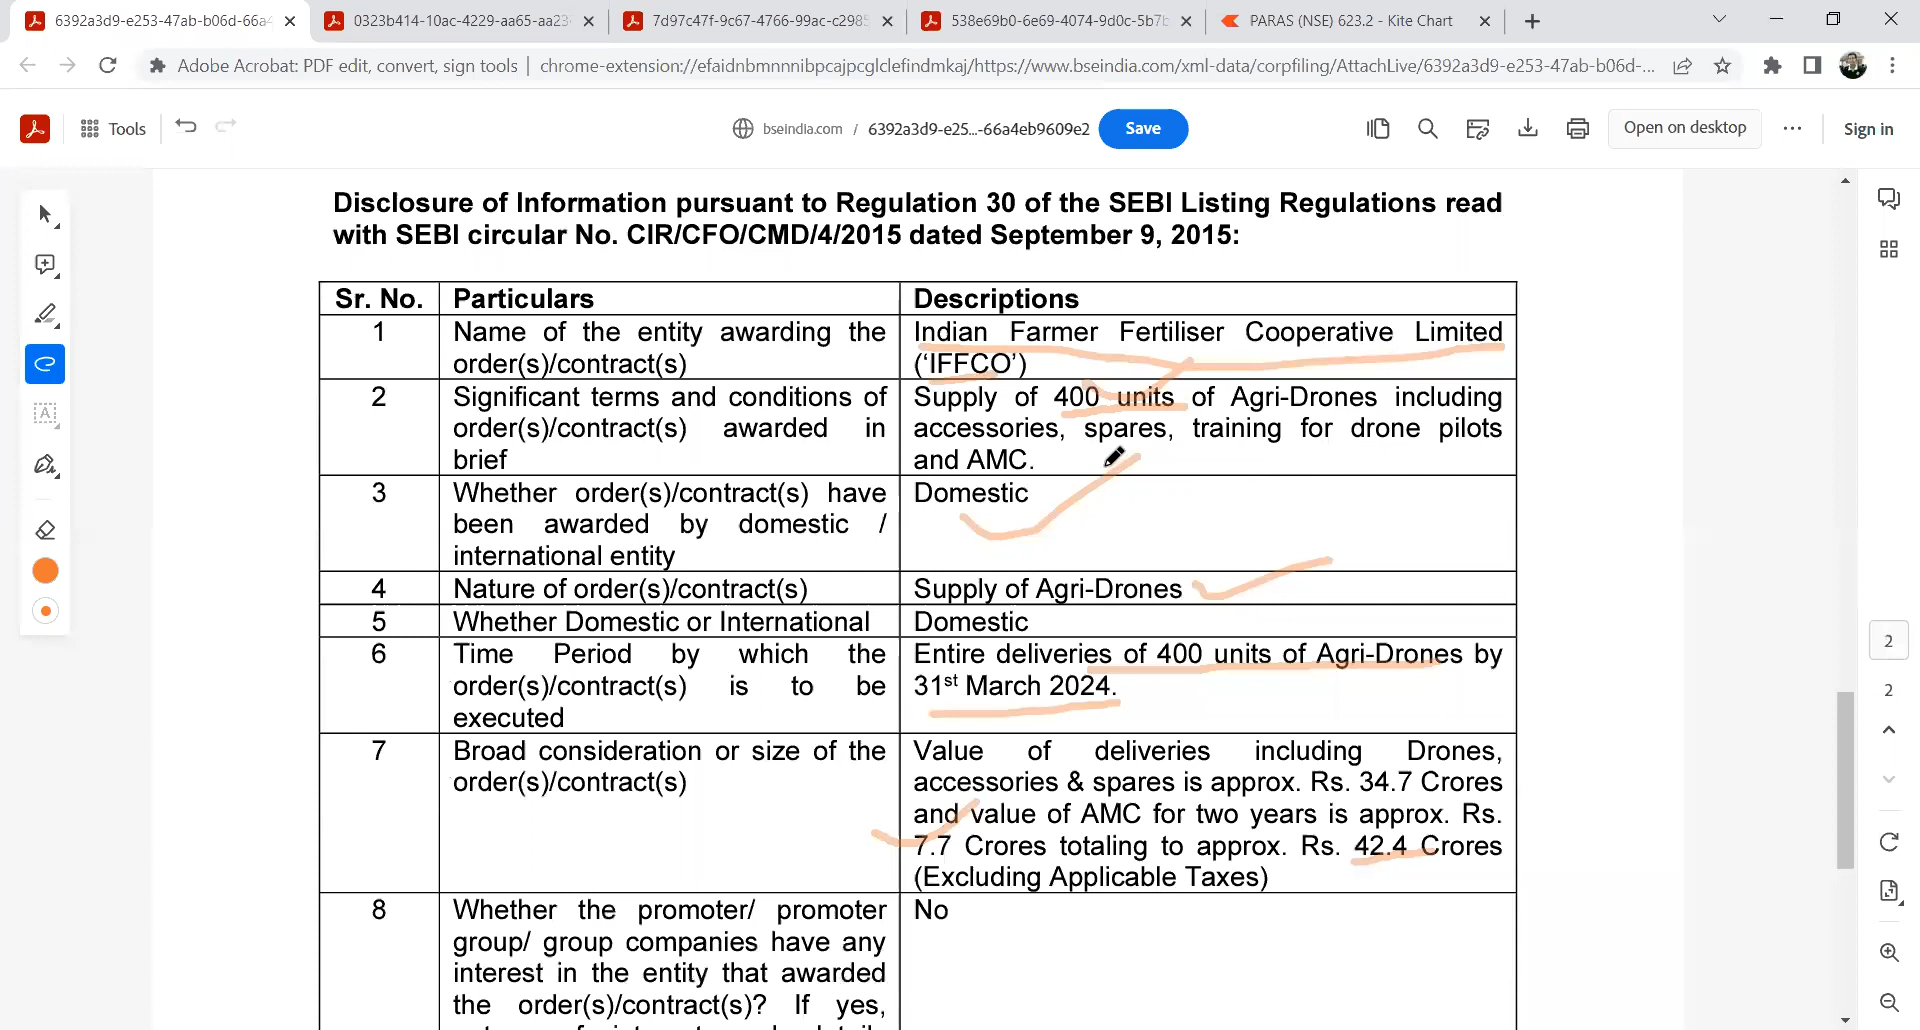 6392a3d9-e253-47ab-b06d-66a4
0323b414-10ac-4229-aa65-aa23
7d97c47f-9c67-4766-99ac-c2985
538e69b0-6e69-4074-9d0c-5b7b
PARAS (NSE) 623.2 - Kite Chart
Adobe Acrobat: PDF edit, convert, sign tools
chrome-extension://efaidnbmnnnibpcajpcglclefindmkaj/https://www.bseindia.com/xml-data/corpfiling/AttachLive/6392a3d9-e253-47ab-b06d-...
Tools
bseindia.com / 6392a3d9-e25...-66a4eb9609e2
Save
Open on desktop
Sign in
Disclosure of Information pursuant to Regulation 30 of the SEBI Listing Regulations read
with SEBI circular No. CIR/CFO/CMD/4/2015 dated September 9, 2015:
Sr. No. Particulars Descriptions
1 Name of the entity awarding the Indian Farmer Fertiliser Cooperative Limited
order(s)/contract(s) (‘IFFCO’)
2 Significant terms and conditions of Supply of 400 units of Agri-Drones including
order(s)/contract(s) awarded in accessories, spares, training for drone pilots
brief and AMC.
3 Whether order(s)/contract(s) have Domestic
been awarded by domestic /
international entity
4 Nature of order(s)/contract(s) Supply of Agri-Drones
5 Whether Domestic or International Domestic
6 Time Period by which the Entire deliveries of 400 units of Agri-Drones by
order(s)/contract(s) is to be 31st March 2024.
executed
7 Broad consideration or size of the Value of deliveries including Drones,
order(s)/contract(s) accessories & spares is approx. Rs. 34.7 Crores
and value of AMC for two years is approx. Rs.
7.7 Crores totaling to approx. Rs. 42.4 Crores
(Excluding Applicable Taxes)
8 Whether the promoter/ promoter No
group/ group companies have any
interest in the entity that awarded
the order(s)/contract(s)? If yes,
2
2